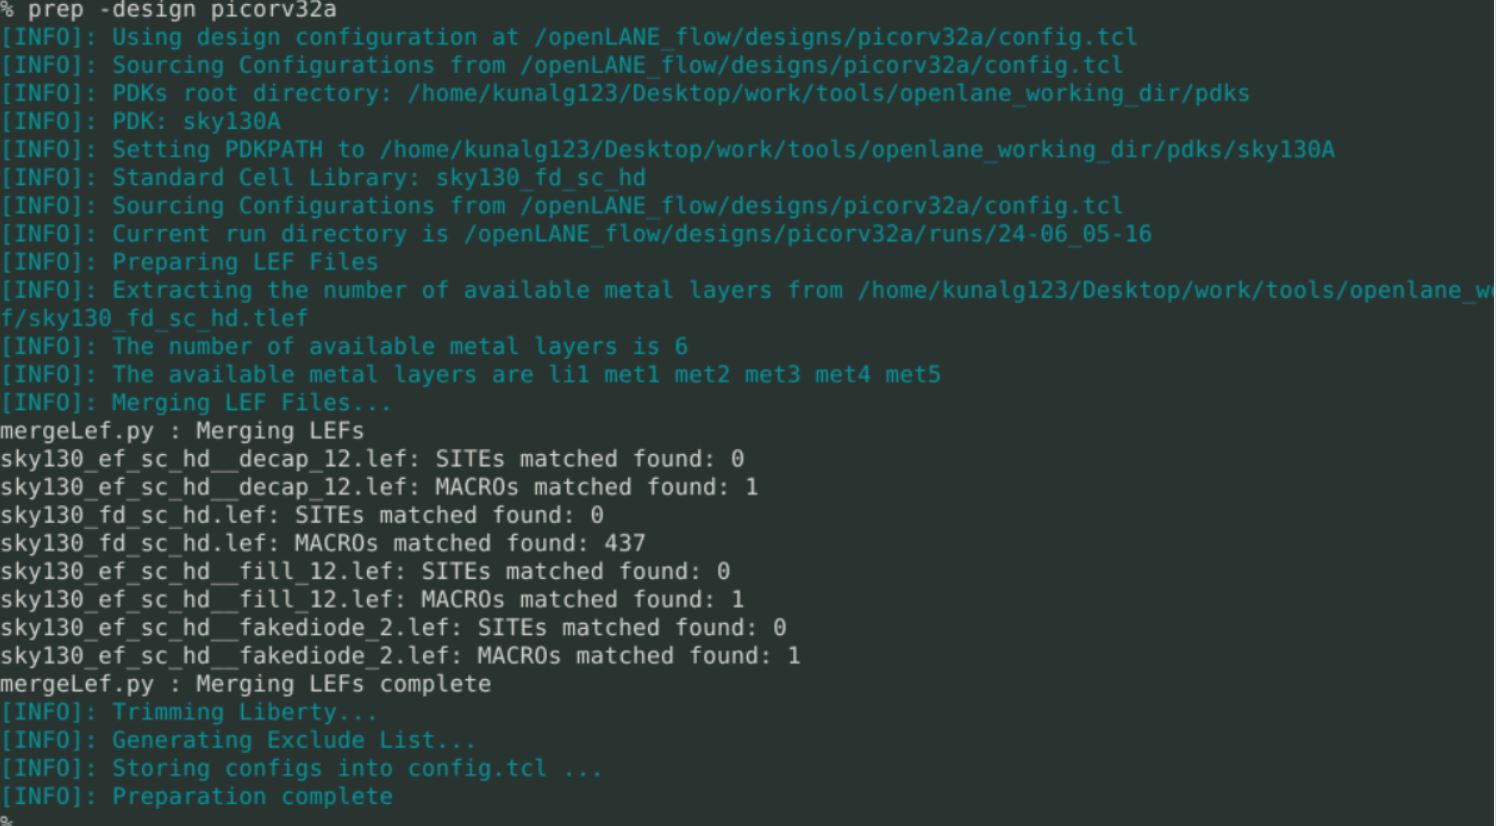 % prep -design picorv32a
[INFO]: Using design configuration at /openLANE_flow/designs/picorv32a/config.tcl
[INFO]: Sourcing Configurations from /openLANE_flow/designs/picorv32a/config.tcl
[INFO]: PDKs root directory: /home/kunalg123/Desktop/work/tools/openlane_working_dir/pdks
[INFO]: PDK: sky130A
[INFO]: Setting PDKPATH to /home/kunalg123/Desktop/work/tools/openlane_working_dir/pdks/sky130A
[INFO]: Standard Cell Library: sky130_fd_sc_hd
[INFO]: Sourcing Configurations from /openLANE_flow/designs/picorv32a/config.tcl
[INFO]: Current run directory is /openLANE_flow/designs/picorv32a/runs/24-06_05-16
[INFO]: Preparing LEF Files
[INFO]: Extracting the number of available metal layers from /home/kunalg123/Desktop/work/tools/openlane_wo
f/sky130_fd_sc_hd.tlef
[INFO]: The number of available metal layers is 6
[INFO]: The available metal layers are li1 met1 met2 met3 met4 met5
[INFO]: Merging LEF Files...
mergeLef.py : Merging LEFs
sky130_ef_sc_hd__decap_12.lef: SITEs matched found: 0
sky130_ef_sc_hd__decap_12.lef: MACROs matched found: 1
sky130_fd_sc_hd.lef: SITEs matched found: 0
sky130_fd_sc_hd.lef: MACROs matched found: 437
sky130_ef_sc_hd__fill_12.lef: SITEs matched found: 0
sky130_ef_sc_hd__fill_12.lef: MACROs matched found: 1
sky130_ef_sc_hd__fakediode_2.lef: SITEs matched found: 0
sky130_ef_sc_hd__fakediode_2.lef: MACROs matched found: 1
mergeLef.py : Merging LEFs complete
[INFO]: Trimming Liberty...
[INFO]: Generating Exclude List...
[INFO]: Storing configs into config.tcl ...
[INFO]: Preparation complete
%